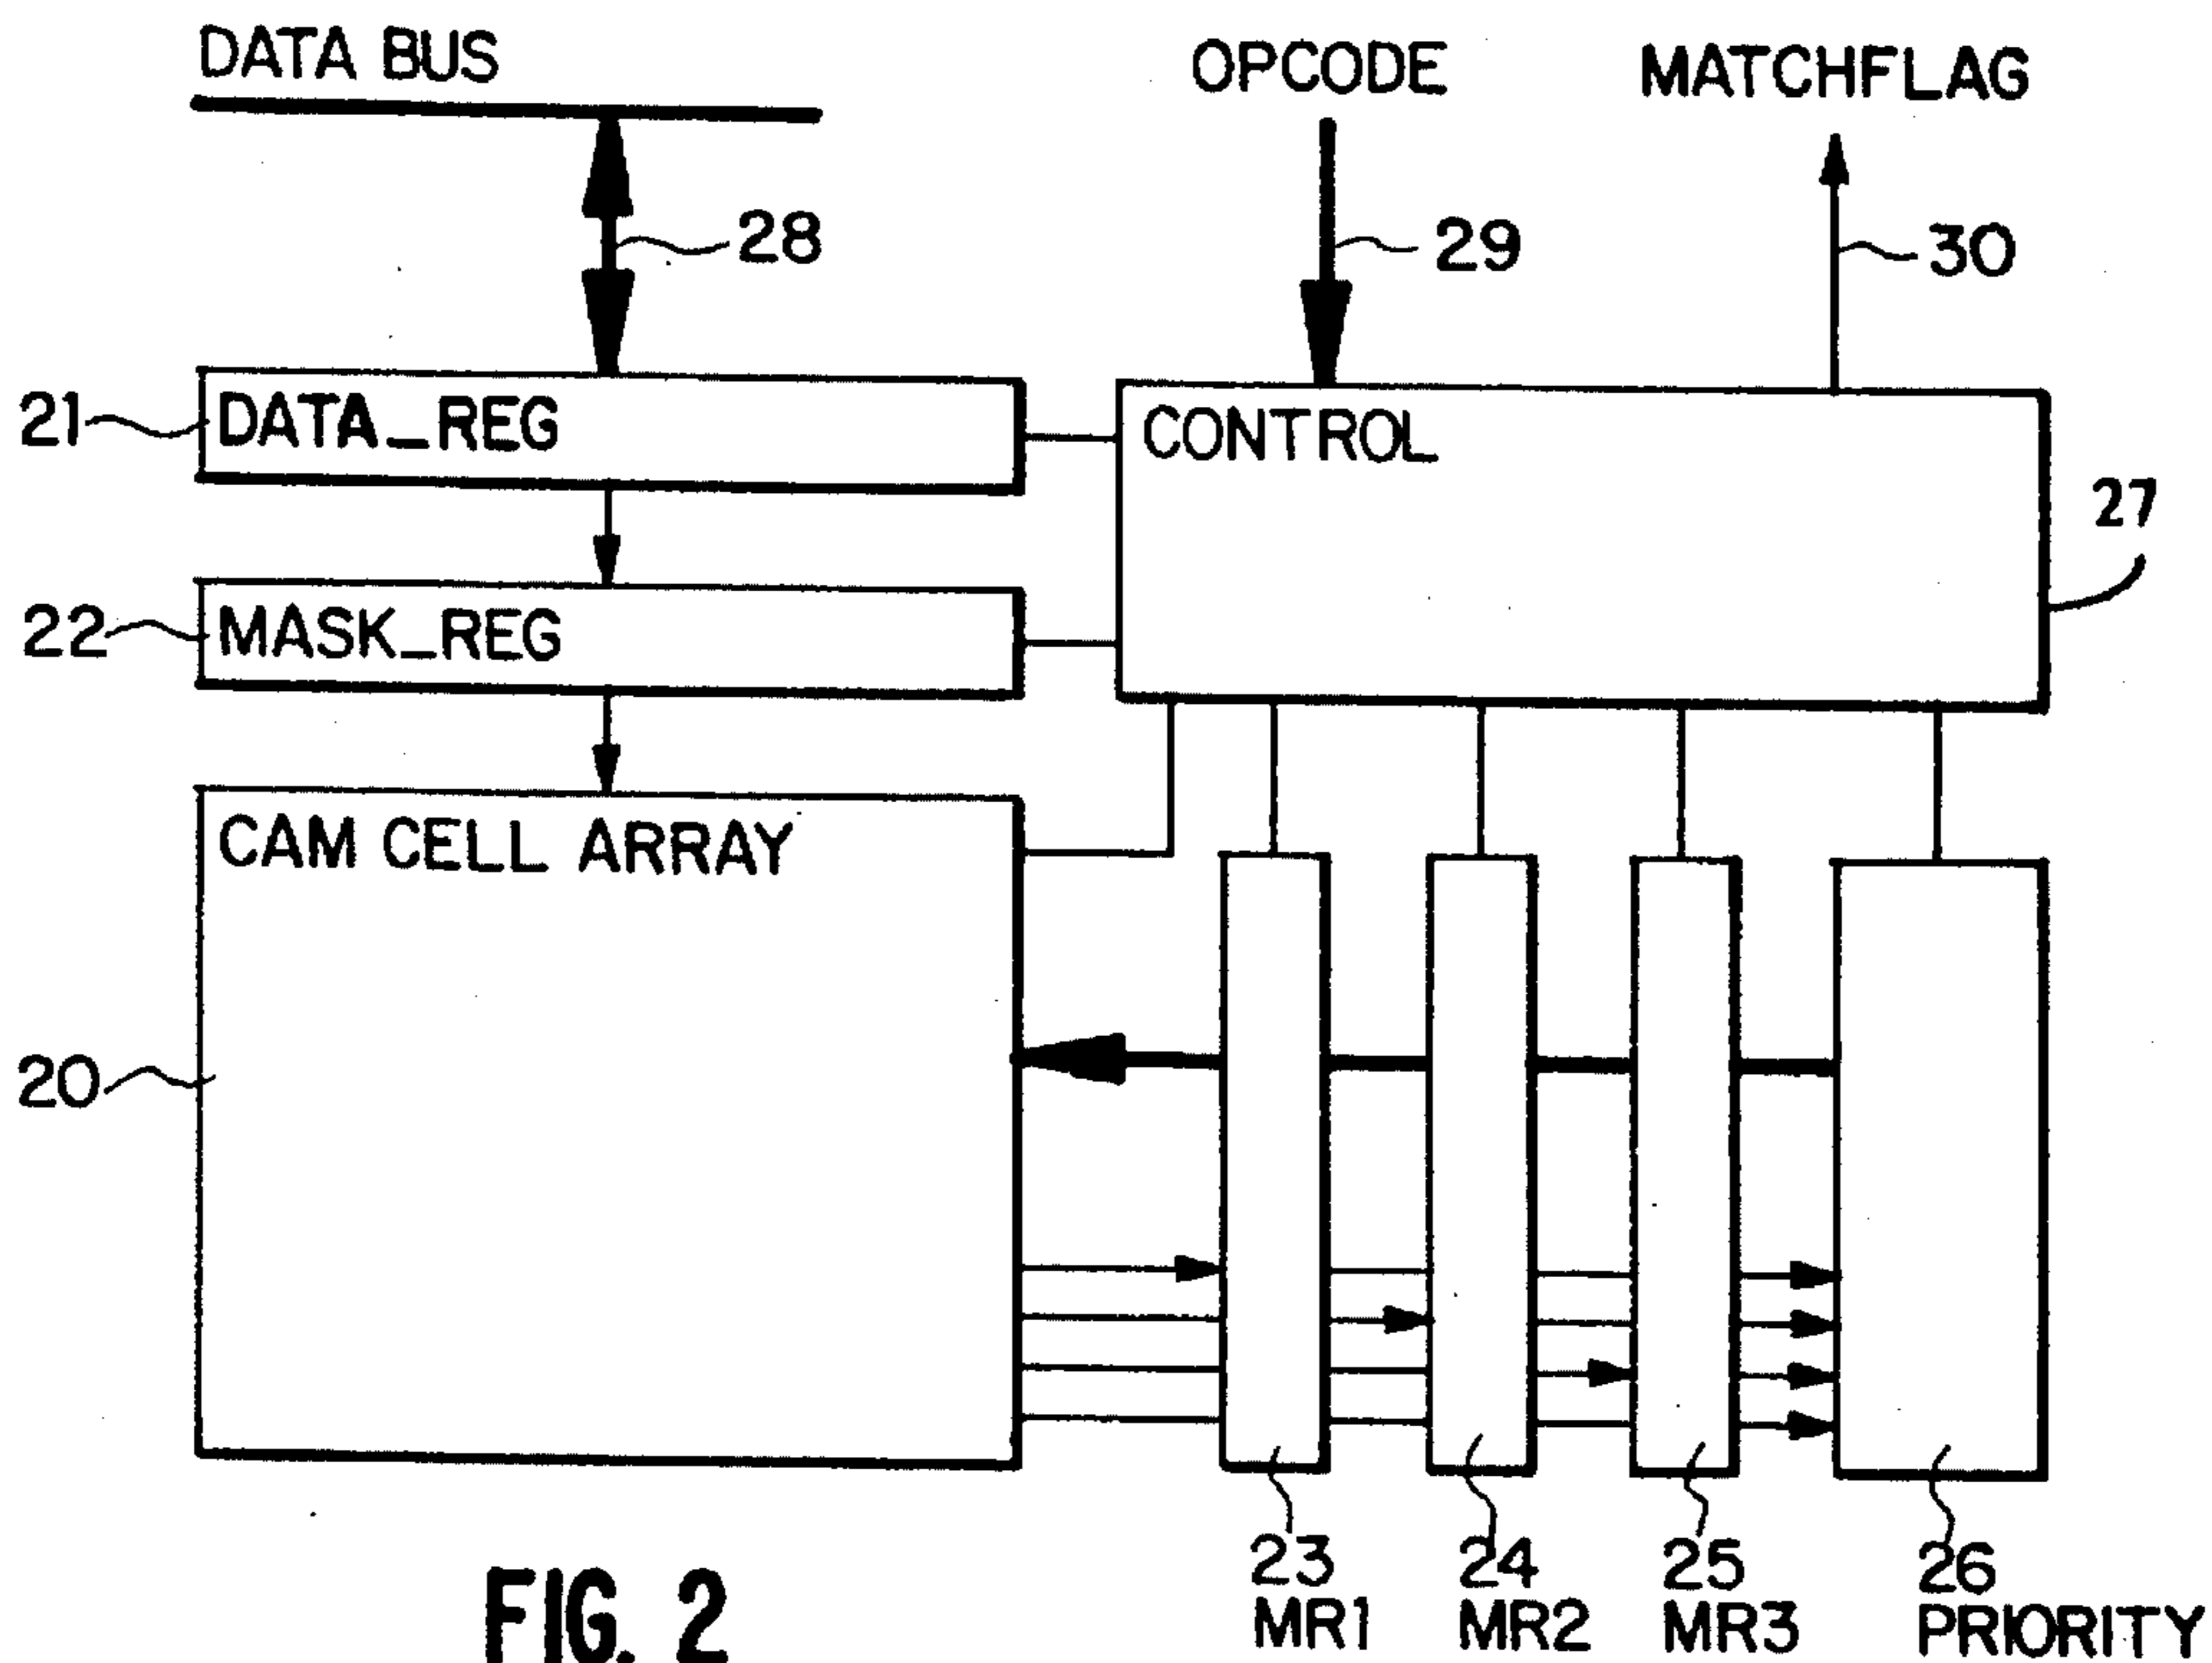 DATA BUS
OPCODE
MATCHFLAG
28
29
30
21
DATA_REG
CONTROL
27
22
MASK_REG
CAM CELL ARRAY
20
23
MR1
24
MR2
25
MR3
26
PRIORITY
FIG. 2